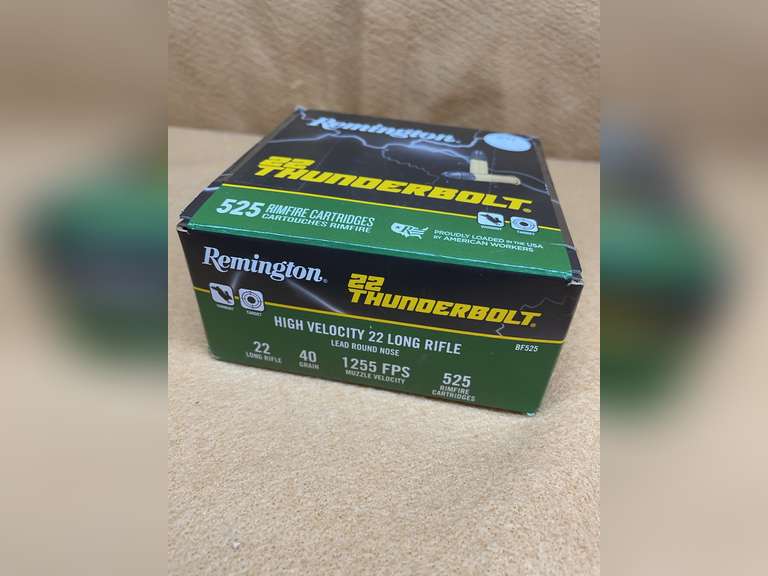 Remington
22
THUNDERBOLT
525 RIMFIRE CARTRIDGES
CARTOUCHES RIMFIRE
R
PROUDLY LOADED IN THE USA
BY AMERICAN WORKERS
TARGET
Remington
22
THUNDERBOLT
TARGET
HIGH VELOCITY 22 LONG RIFLE
LEAD ROUND NOSE
BF525
22
LONG RIFLE
40
GRAIN
1255 FPS
MUZZLE VELOCITY
525
RIMFIRE
CARTRIDGES